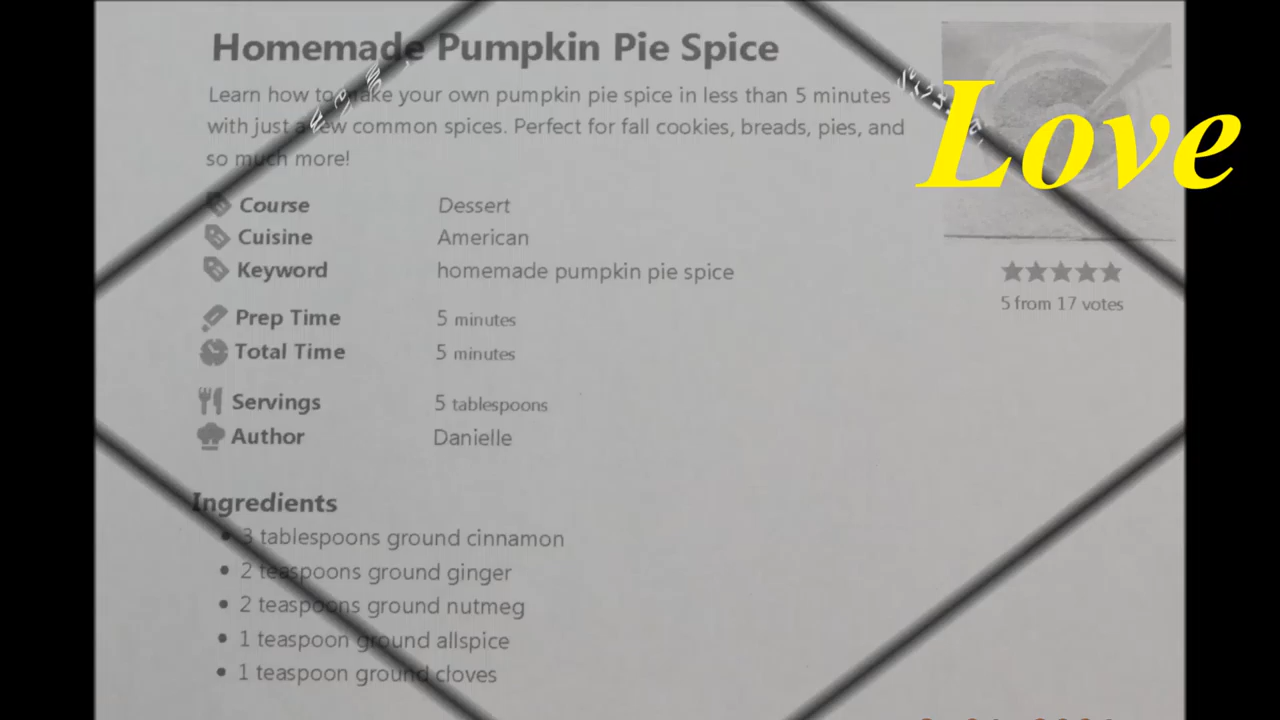 Homemade Pumpkin Pie Spice
Learn how to make your own pumpkin pie spice in less than 5 minutes
with just a few common spices. Perfect for fall cookies, breads, pies, and
so much more!
Love
Course Dessert
Cuisine American
Keyword homemade pumpkin pie spice
5 from 17 votes
Prep Time 5 minutes
Total Time 5 minutes
Servings 5 tablespoons
Author Danielle
Ingredients
• 3 tablespoons ground cinnamon
• 2 teaspoons ground ginger
• 2 teaspoons ground nutmeg
• 1 teaspoon ground allspice
• 1 teaspoon ground cloves